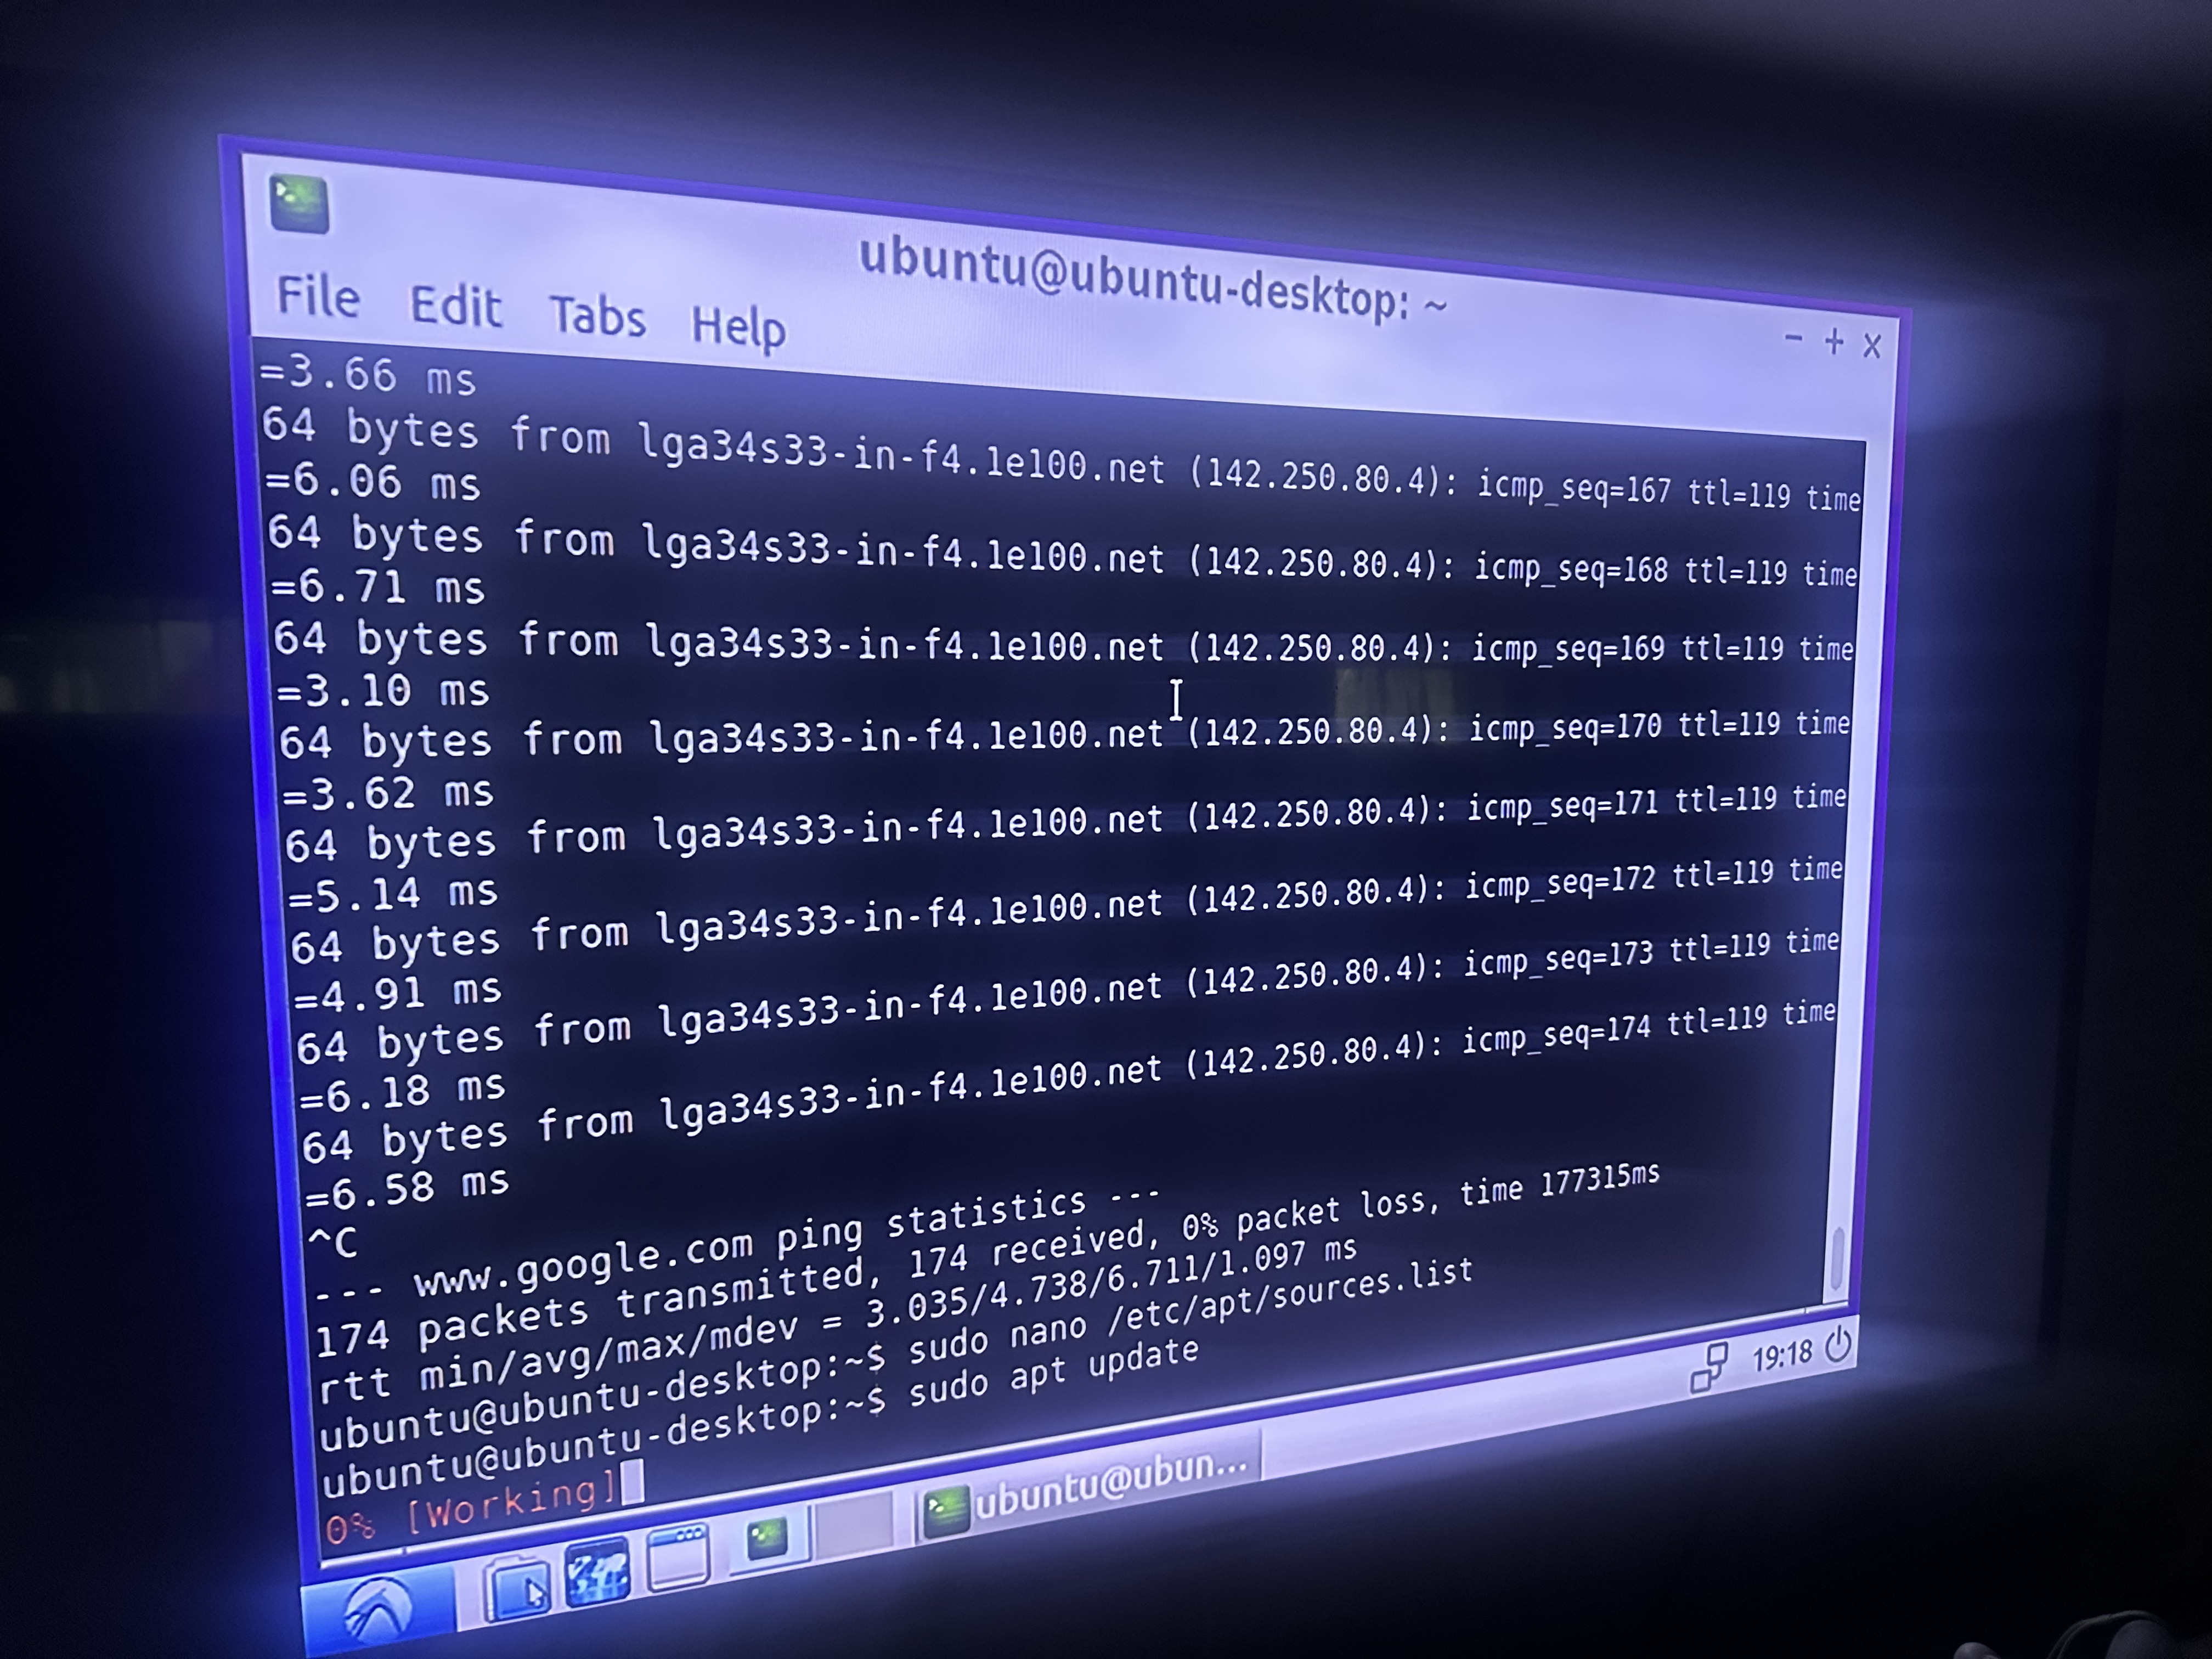 ubuntu@ubuntu-desktop: ~
File Edit Tabs Help
=3.66 ms
64 bytes from lga34s33-in-f4.1e100.net (142.250.80.4): icmp_seq=167 ttl=119 time
=6.06 ms
64 bytes from lga34s33-in-f4.1e100.net (142.250.80.4): icmp_seq=168 ttl=119 time
=6.71 ms
64 bytes from lga34s33-in-f4.1e100.net (142.250.80.4): icmp_seq=169 ttl=119 time
=3.10 ms
64 bytes from lga34s33-in-f4.1e100.net (142.250.80.4): icmp_seq=170 ttl=119 time
=3.62 ms
64 bytes from lga34s33-in-f4.1e100.net (142.250.80.4): icmp_seq=171 ttl=119 time
=5.14 ms
64 bytes from lga34s33-in-f4.1e100.net (142.250.80.4): icmp_seq=172 ttl=119 time
=4.91 ms
64 bytes from lga34s33-in-f4.1e100.net (142.250.80.4): icmp_seq=173 ttl=119 time
=6.18 ms
64 bytes from lga34s33-in-f4.1e100.net (142.250.80.4): icmp_seq=174 ttl=119 time
=6.58 ms
^C
--- www.google.com ping statistics ---
174 packets transmitted, 174 received, 0% packet loss, time 177315ms
rtt min/avg/max/mdev = 3.035/4.738/6.711/1.097 ms
ubuntu@ubuntu-desktop:~$ sudo nano /etc/apt/sources.list
ubuntu@ubuntu-desktop:~$ sudo apt update
0% [Working]
ubuntu@ubun... 19:18